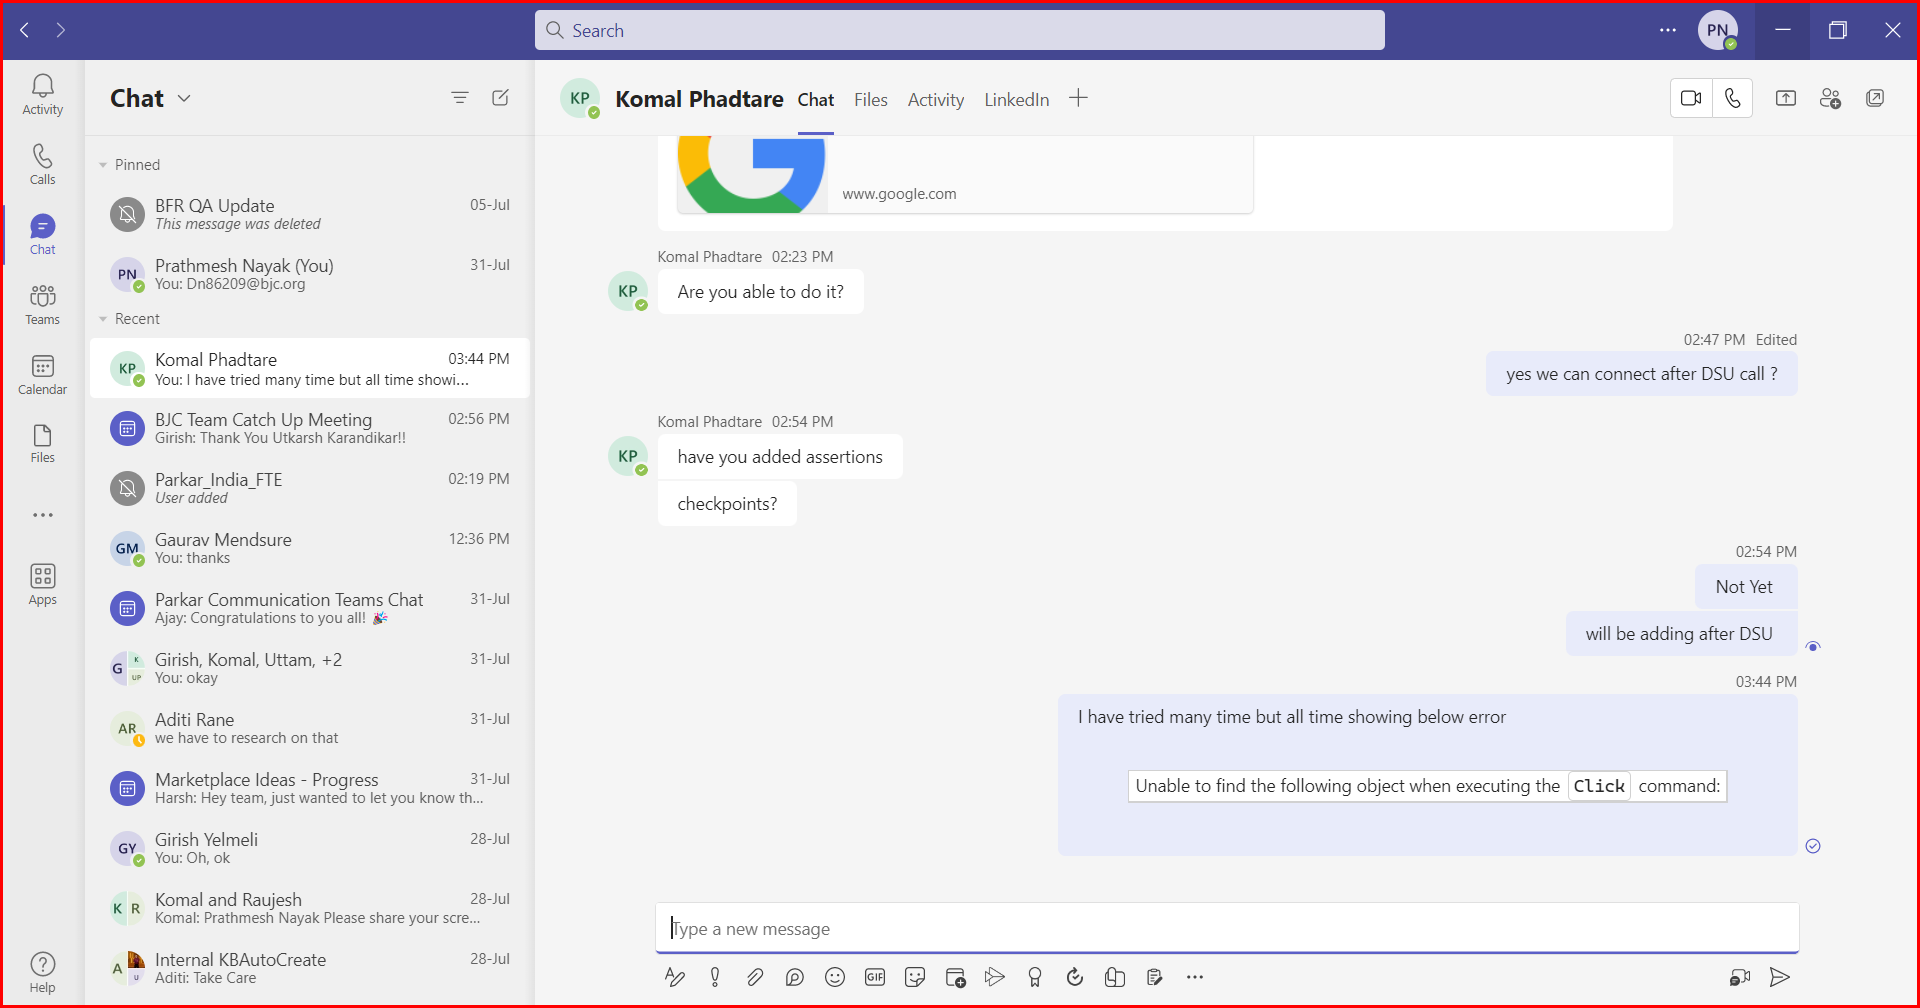 Search
PN
Activity
Calls
Chat
Teams
Calendar
Files
Apps
Help
Chat
Pinned
BFR QA Update 05-Jul
This message was deleted
PN
Prathmesh Nayak (You) 31-Jul
You: Dn86209@bjc.org
Recent
KP
Komal Phadtare 03:44 PM
You: I have tried many time but all time showi...
BJC Team Catch Up Meeting 02:56 PM
Girish: Thank You Utkarsh Karandikar!!
Parkar_India_FTE 02:19 PM
User added
GM
Gaurav Mendsure 12:36 PM
You: thanks
Parkar Communication Teams Chat 31-Jul
Ajay: Congratulations to you all! 🎉
G K UP
Girish, Komal, Uttam, +2 31-Jul
You: okay
AR
Aditi Rane 31-Jul
we have to research on that
Marketplace Ideas - Progress 31-Jul
Harsh: Hey team, just wanted to let you know th...
GY
Girish Yelmeli 28-Jul
You: Oh, ok
K R
Komal and Raujesh 28-Jul
Komal: Prathmesh Nayak Please share your scre...
A U
Internal KBAutoCreate 28-Jul
Aditi: Take Care
KP Komal Phadtare Chat Files Activity LinkedIn
www.google.com
Komal Phadtare 02:23 PM
KP
Are you able to do it?
02:47 PM Edited
yes we can connect after DSU call ?
Komal Phadtare 02:54 PM
KP
have you added assertions
checkpoints?
02:54 PM
Not Yet
will be adding after DSU
03:44 PM
I have tried many time but all time showing below error
Unable to find the following object when executing the Click command:
Type a new message
GIF